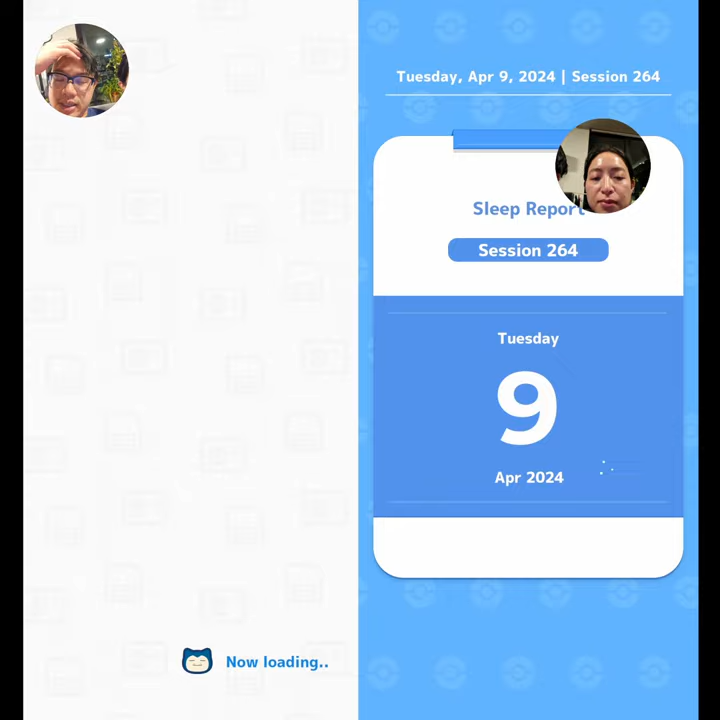 Tuesday, Apr 9, 2024 | Session 264
Sleep Report
Session 264
Tuesday
9
Apr 2024
Now loading..